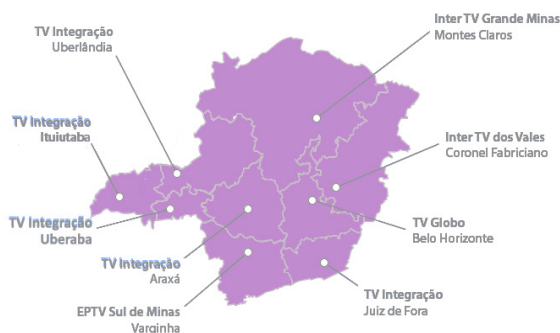 Inter TV Grande Minas
Montes Claros
TV Integração
Uberlândia
TV Integração
Ituiutaba
Inter TV dos Vales
Coronel Fabriciano
TV Integração
Uberaba
TV Globo
Belo Horizonte
TV Integração
Araxá
TV Integração
Juiz de Fora
EPTV Sul de Minas
Varginha